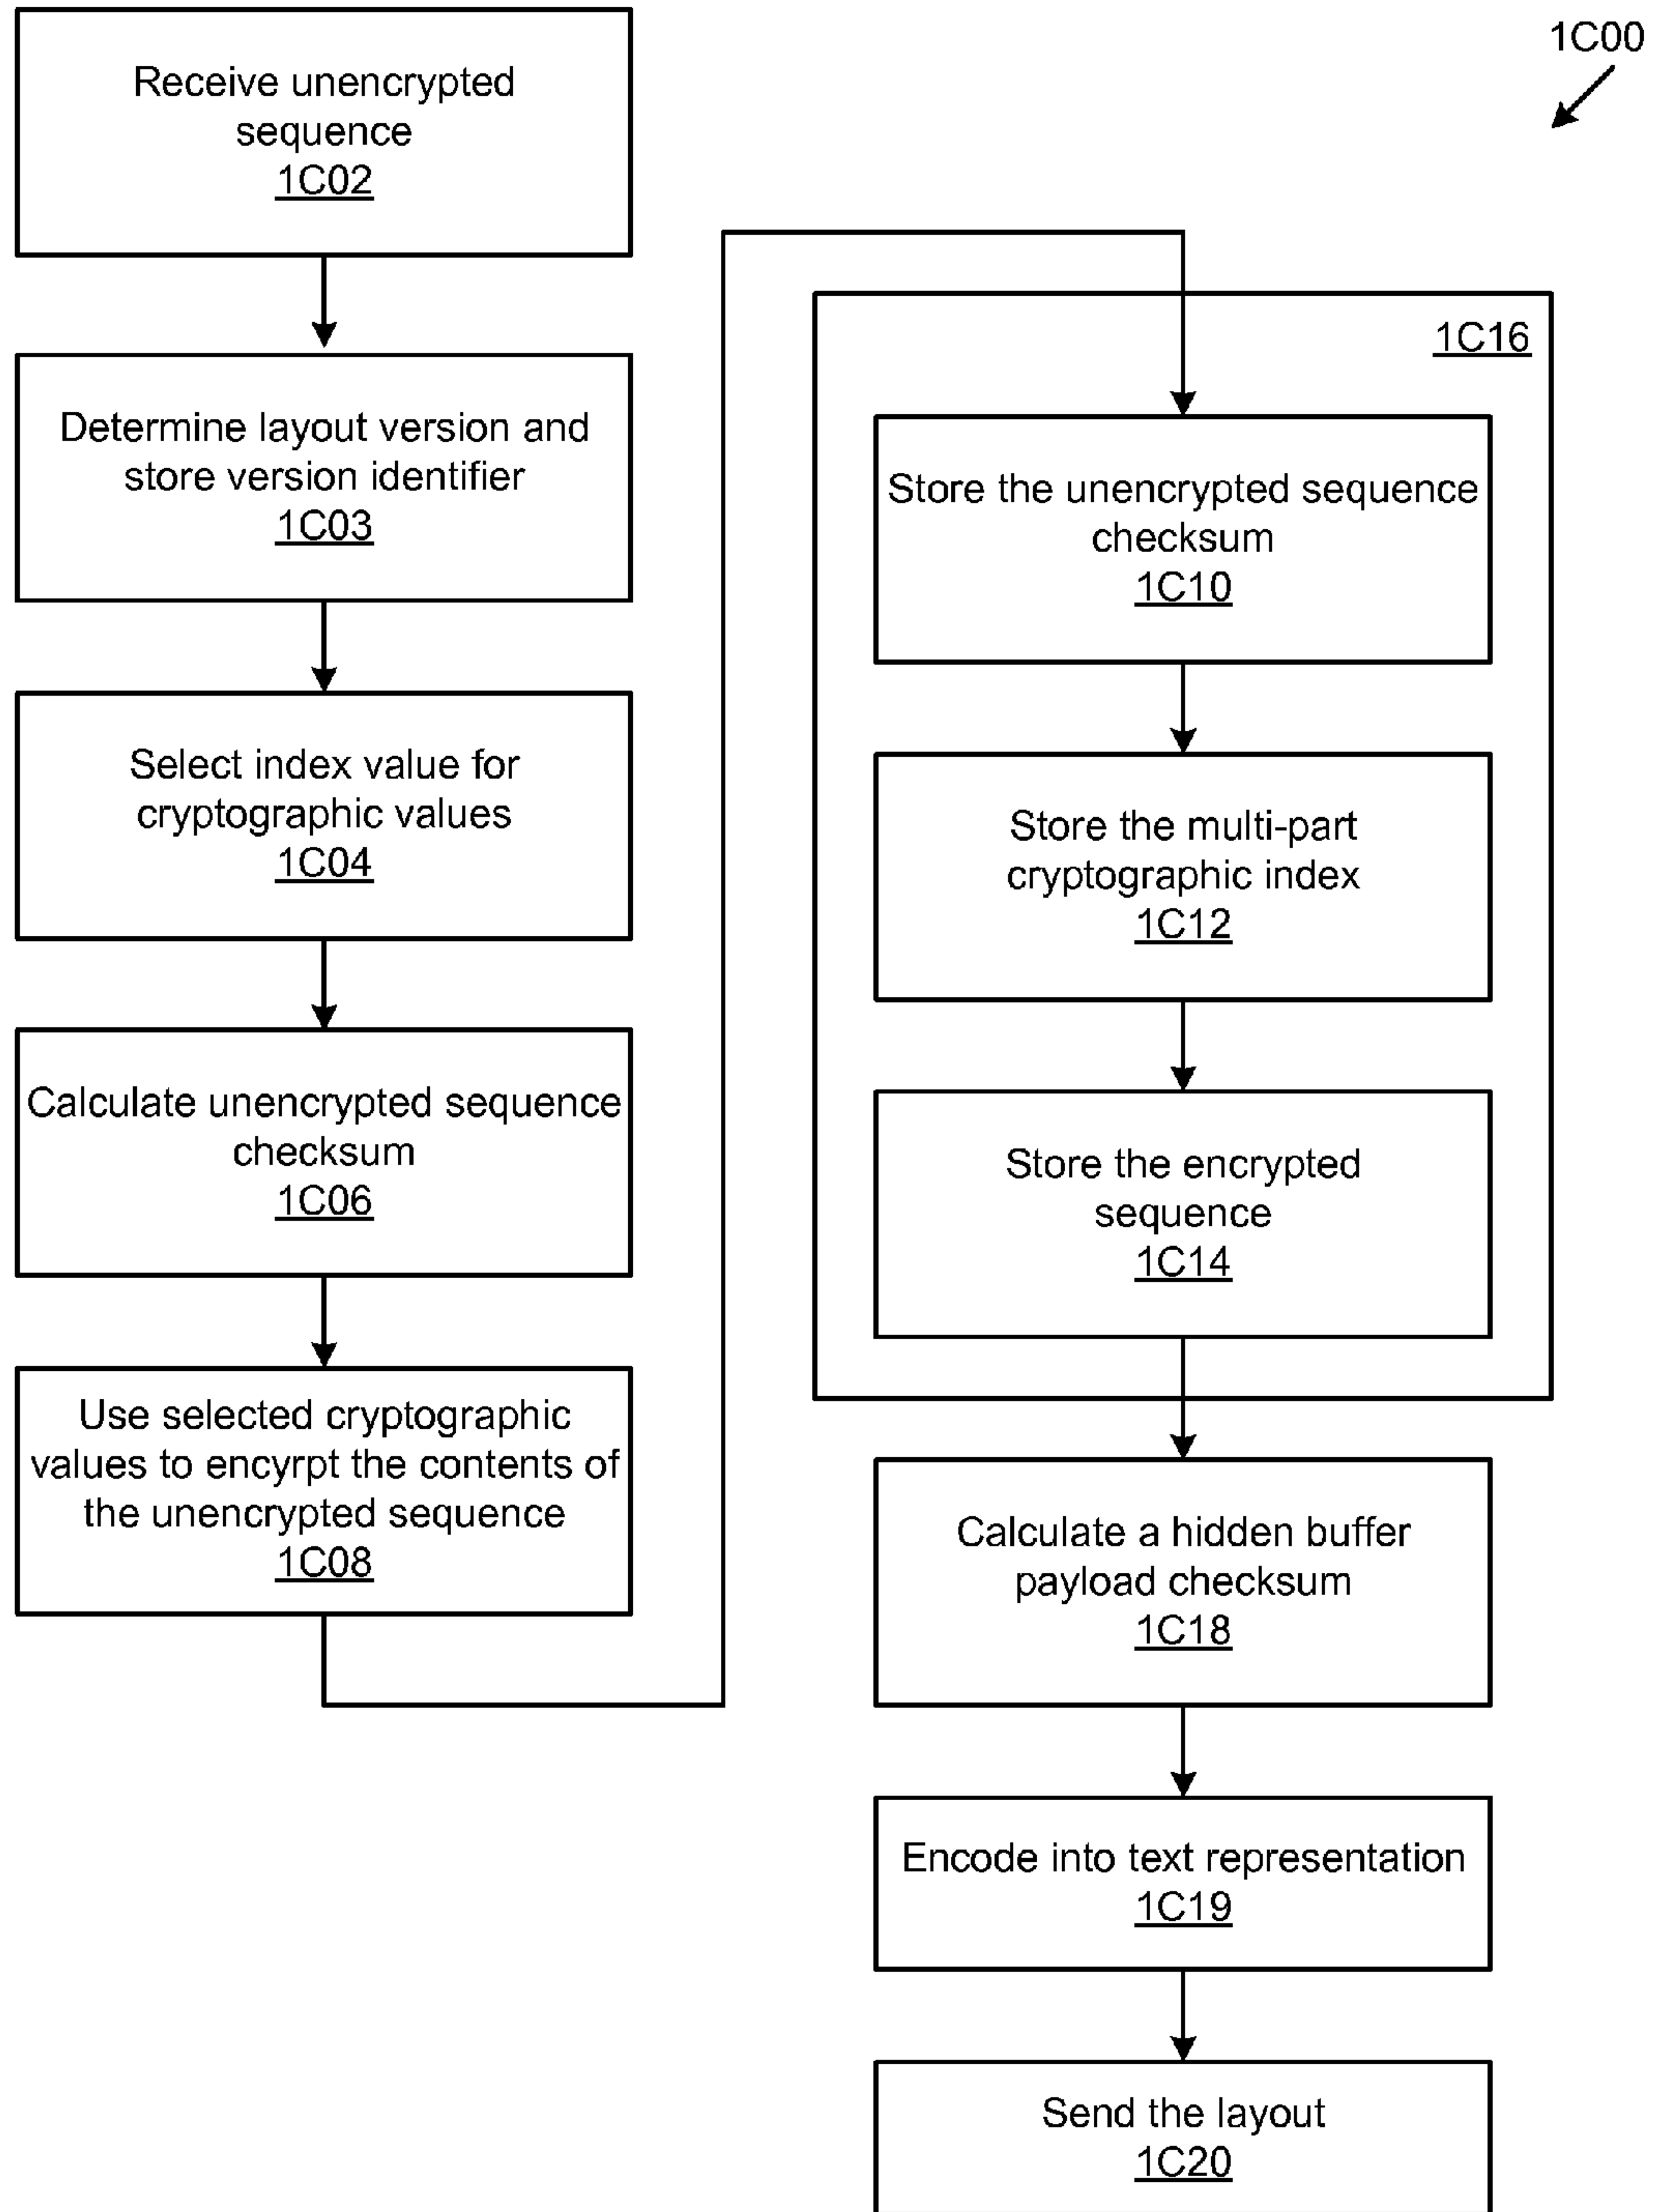 1C00
Receive unencrypted
sequence
1C02
Determine layout version and
store version identifier
1C03
Select index value for
cryptographic values
1C04
Calculate unencrypted sequence
checksum
1C06
Use selected cryptographic
values to encyrpt the contents of
the unencrypted sequence
1C08
1C16
Store the unencrypted sequence
checksum
1C10
Store the multi-part
cryptographic index
1C12
Store the encrypted
sequence
1C14
Calculate a hidden buffer
payload checksum
1C18
Encode into text representation
1C19
Send the layout
1C20